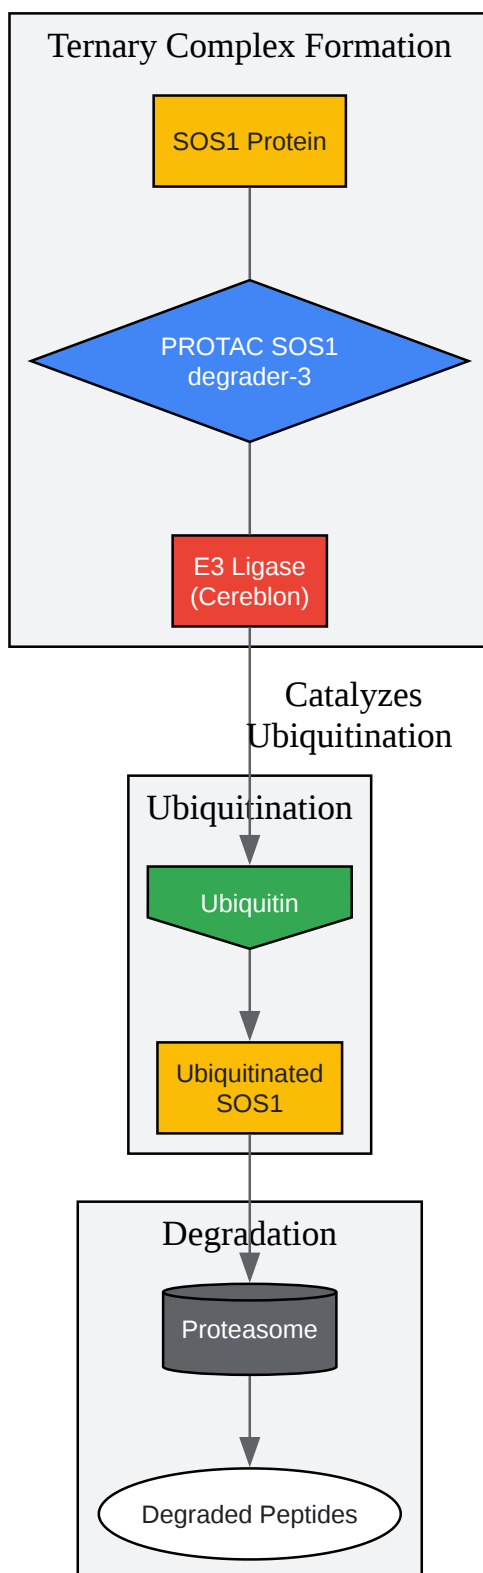 Ternary Complex Formation
SOS1 Protein
PROTAC SOS1
degrader-3
E3 Ligase
(Cereblon)
Catalyzes
Ubiquitination
Ubiquitination
Ubiquitin
Ubiquitinated
SOS1
Degradation
Proteasome
Degraded Peptides